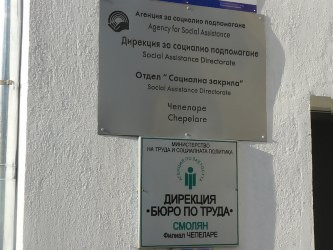 Агенция за социално подпомагане
Agency for Social Assistance
Дирекция за социално подпомагане
Social Assistance Directorate
Отдел "Социална закрила"
Social Assistance Directorate
Чепеларе
Chepelare
МИНИСТЕРСТВО
НА ТРУДА И СОЦИАЛНАТА ПОЛИТИКА
ДИРЕКЦИЯ
"БЮРО ПО ТРУДА"
СМОЛЯН
Филиал ЧЕПЕЛАРЕ